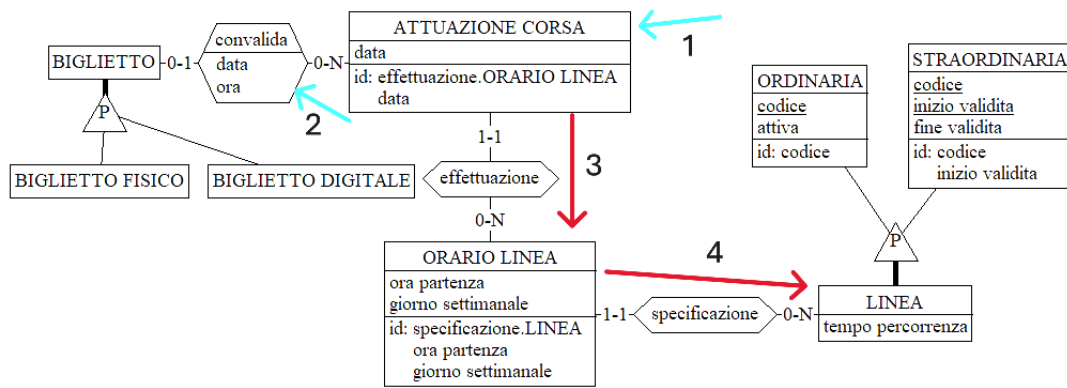 ATTUAZIONE CORSA
data
id: effettuazione.ORARIO LINEA
data
1
convalida
data
ora
0-1
0-N
BIGLIETTO
2
P
BIGLIETTO FISICO
BIGLIETTO DIGITALE
1-1
effettuazione
0-N
3
ORARIO LINEA
ora partenza
giorno settimanale
id: specificazione.LINEA
ora partenza
giorno settimanale
4
1-1
specificazione
0-N
LINEA
tempo percorrenza
P
ORDINARIA
codice
attiva
id: codice
STRAORDINARIA
codice
inizio validita
fine validita
id: codice
inizio validita